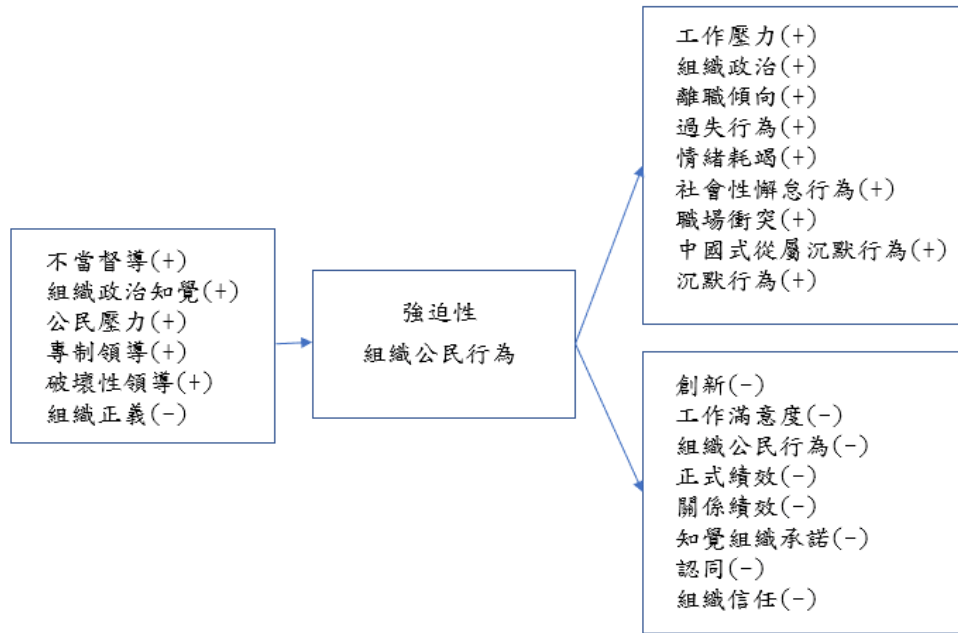 不當督導(+)
組織政治知覺(+)
公民壓力(+)
專制領導(+)
破壞性領導(+)
組織正義(-)
強迫性
組織公民行為
工作壓力(+)
組織政治(+)
離職傾向(+)
過失行為(+)
情緒耗竭(+)
社會性懈怠行為(+)
職場衝突(+)
中國式從屬沉默行為(+)
沉默行為(+)
創新(-)
工作滿意度(-)
組織公民行為(-)
正式績效(-)
關係績效(-)
知覺組織承諾(-)
認同(-)
組織信任(-)